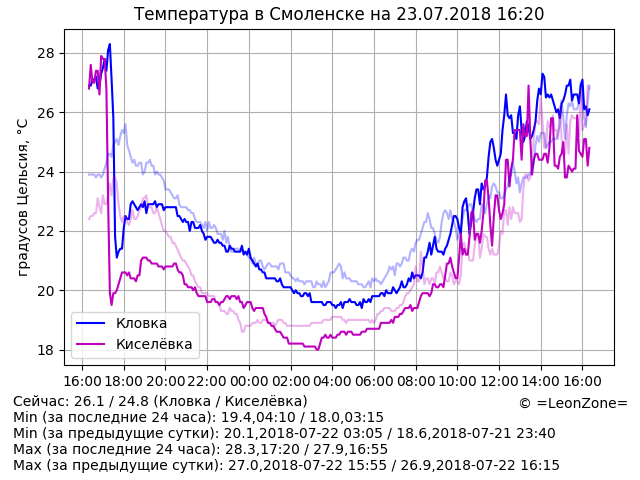 Температура в Смоленске на 23.07.2018 16:20
28
26
24
22
20
18
градусов Цельсия, °C
Кловка
Киселёвка
16:00 18:00 20:00 22:00 00:00 02:00 04:00 06:00 08:00 10:00 12:00 14:00 16:00
Сейчас: 26.1 / 24.8 (Кловка / Киселёвка)
© =LeonZone=
Min (за последние 24 часа): 19.4,04:10 / 18.0,03:15
Min (за предыдущие сутки): 20.1,2018-07-22 03:05 / 18.6,2018-07-21 23:40
Max (за последние 24 часа): 28.3,17:20 / 27.9,16:55
Max (за предыдущие сутки): 27.0,2018-07-22 15:55 / 26.9,2018-07-22 16:15